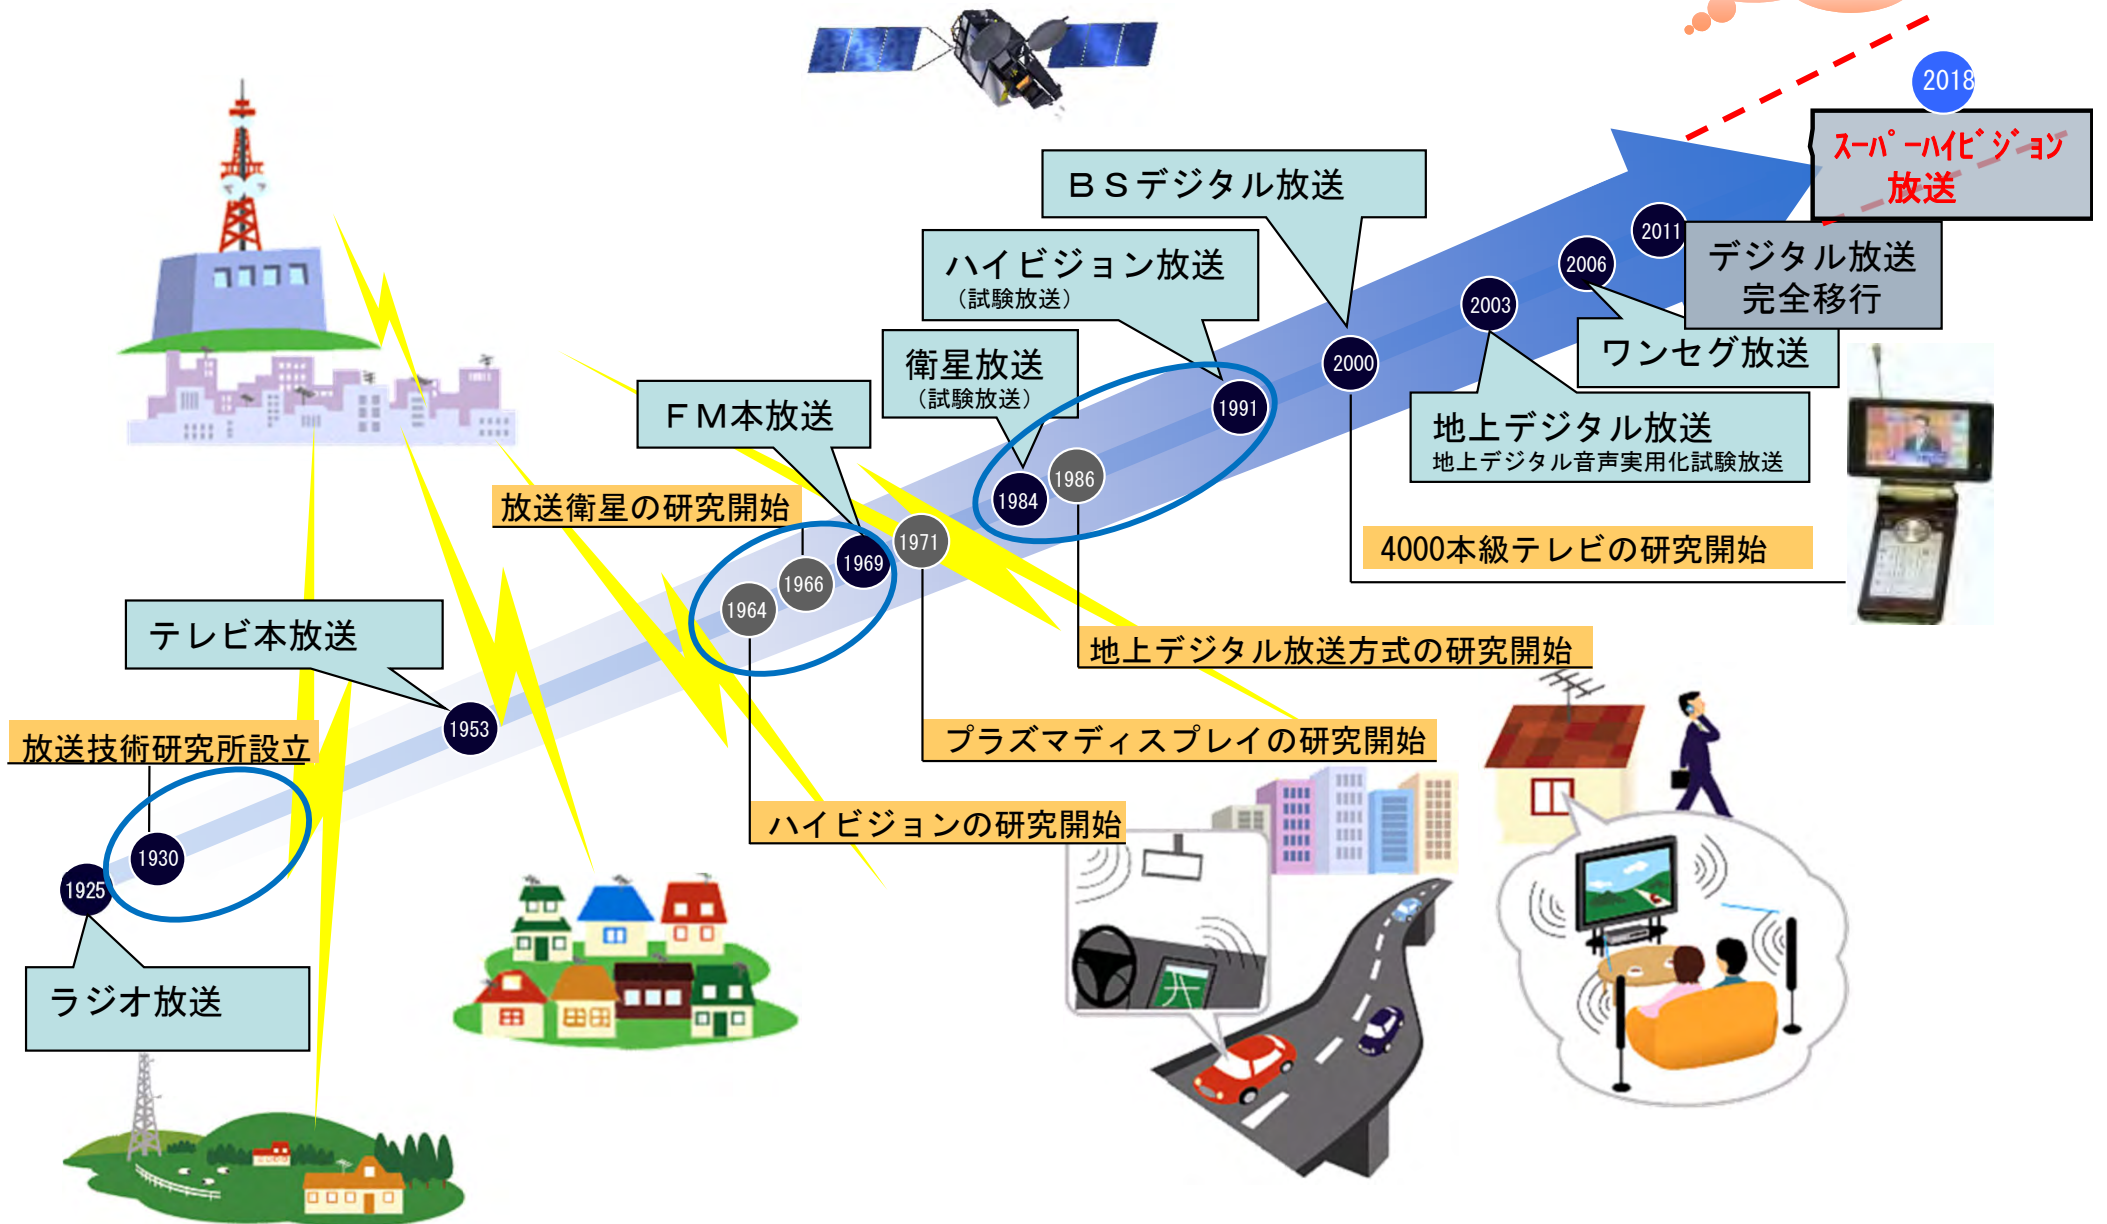 2018
スーパーハイビジョン
放送
ＢＳデジタル放送
2011
デジタル放送
完全移行
ハイビジョン放送
（試験放送）
2006
2003
ワンセグ放送
衛星放送
（試験放送）
2000
1991
ＦＭ本放送
地上デジタル放送
地上デジタル音声実用化試験放送
1986
1984
放送衛星の研究開始
4000本級テレビの研究開始
1971
1969
1966
1964
テレビ本放送
地上デジタル放送方式の研究開始
1953
放送技術研究所設立
プラズマディスプレイの研究開始
ハイビジョンの研究開始
1930
1925
ラジオ放送